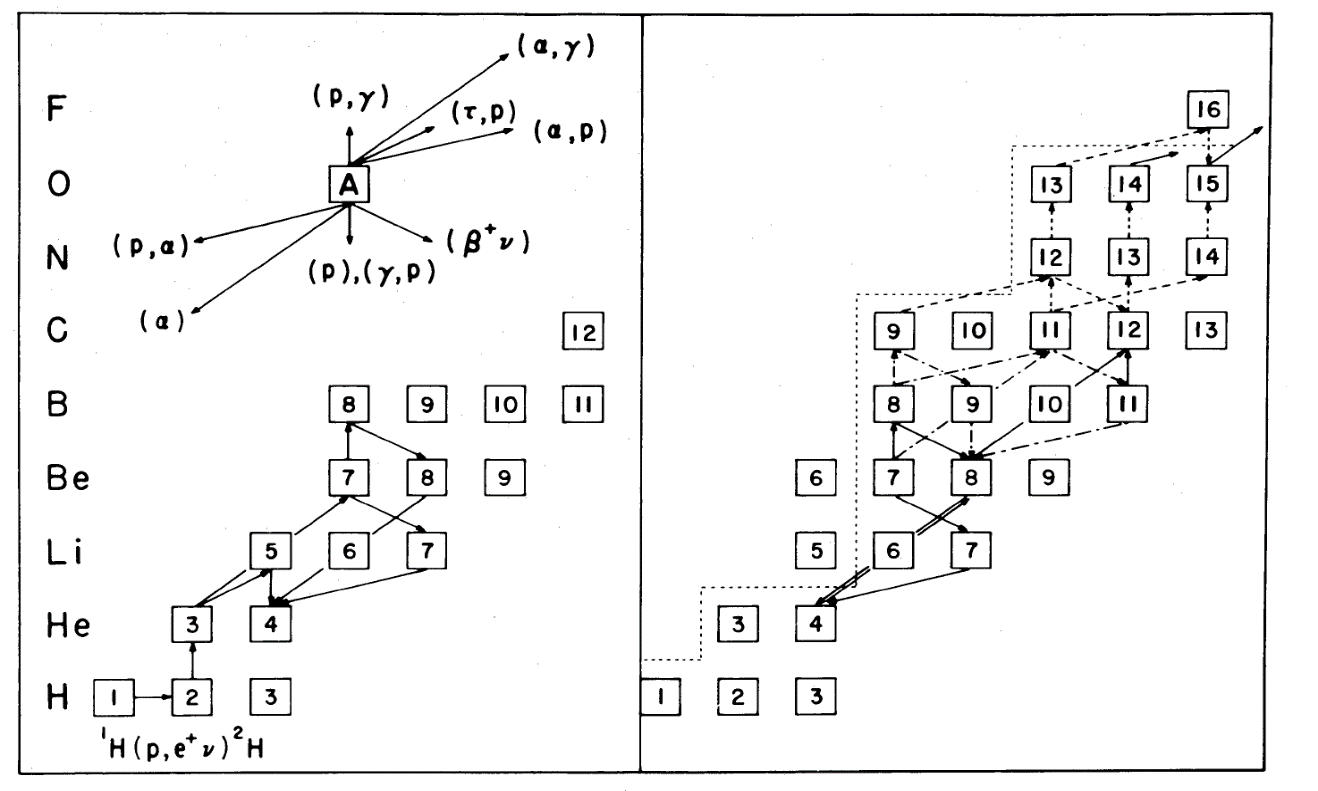 (α,γ)
F (p,γ) (τ,p) (α,p) 16
O A 13 14 15
(p,α) (β⁺ν)
N (p),(γ,p) 12 13 14
(α)
C 12 9 10 11 12 13
B 8 9 10 11 8 9 10 11
Be 7 8 9 6 7 8 9
Li 5 6 7 5 6 7
He 3 4 3 4
H 1 2 3 1 2 3
¹H(p,e⁺ν)²H